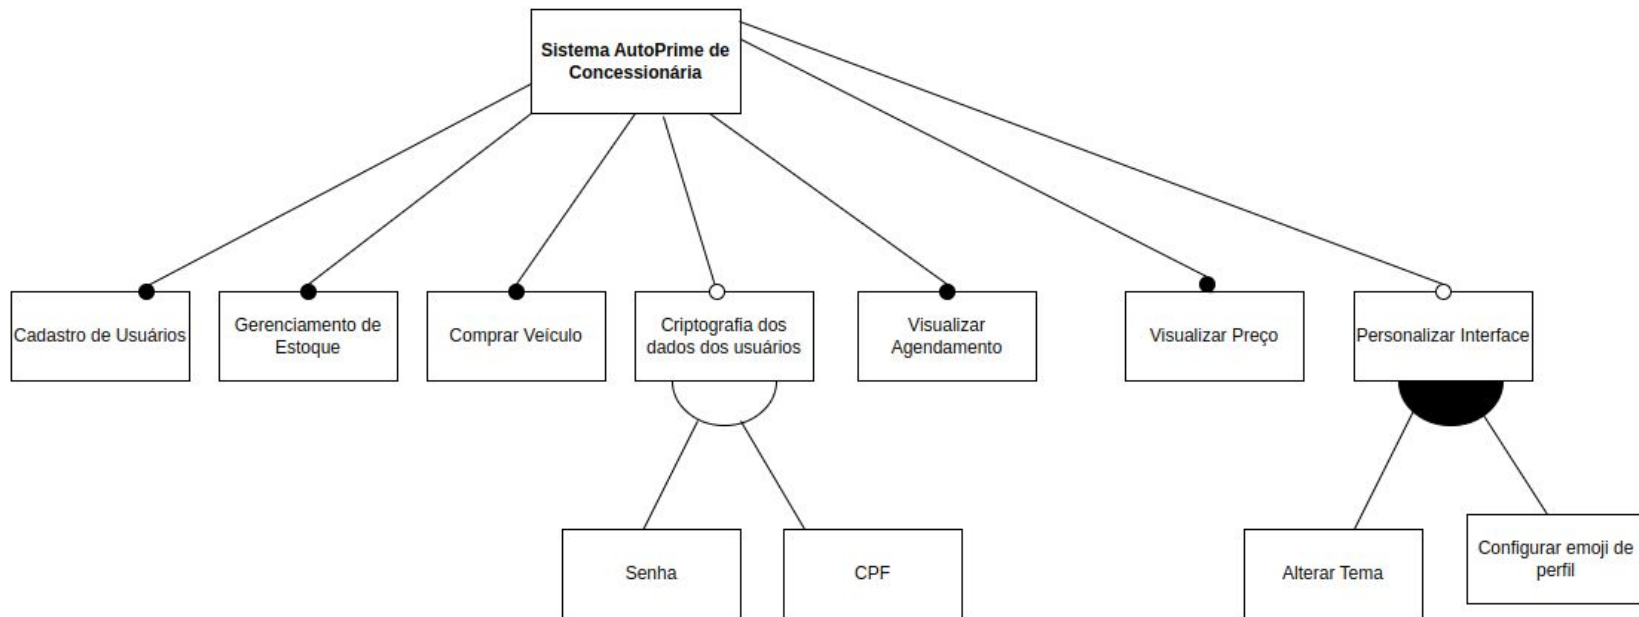 Sistema AutoPrime de
Concessionária
Cadastro de Usuários
Gerenciamento de
Estoque
Comprar Veículo
Criptografia dos
dados dos usuários
Visualizar
Agendamento
Visualizar Preço
Personalizar Interface
Senha
CPF
Alterar Tema
Configurar emoji de
perfil